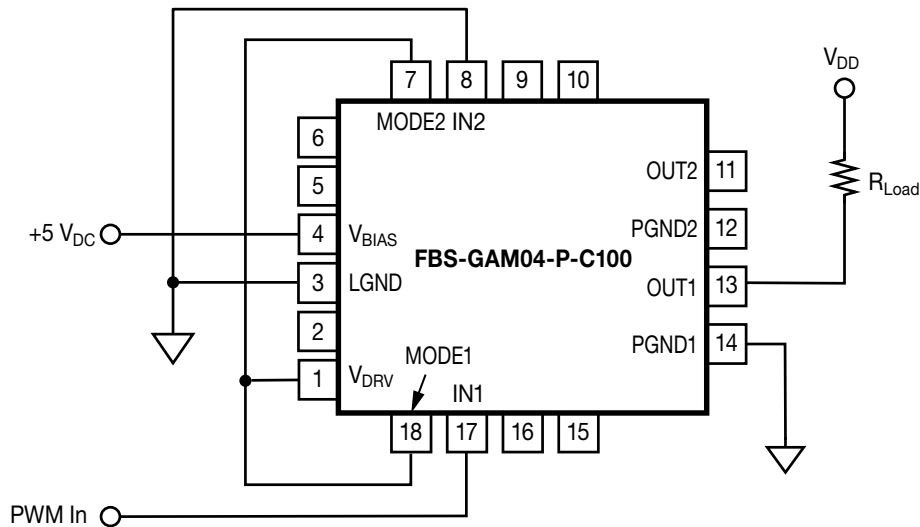 7 8 9 10
V_DD
MODE2 IN2
6
5
OUT2 11
R_Load
+5 V_DC
4 V_BIAS
PGND2 12
FBS-GAM04-P-C100
3 LGND
OUT1 13
2
MODE1
PGND1 14
1 V_DRV
IN1
18 17 16 15
PWM In